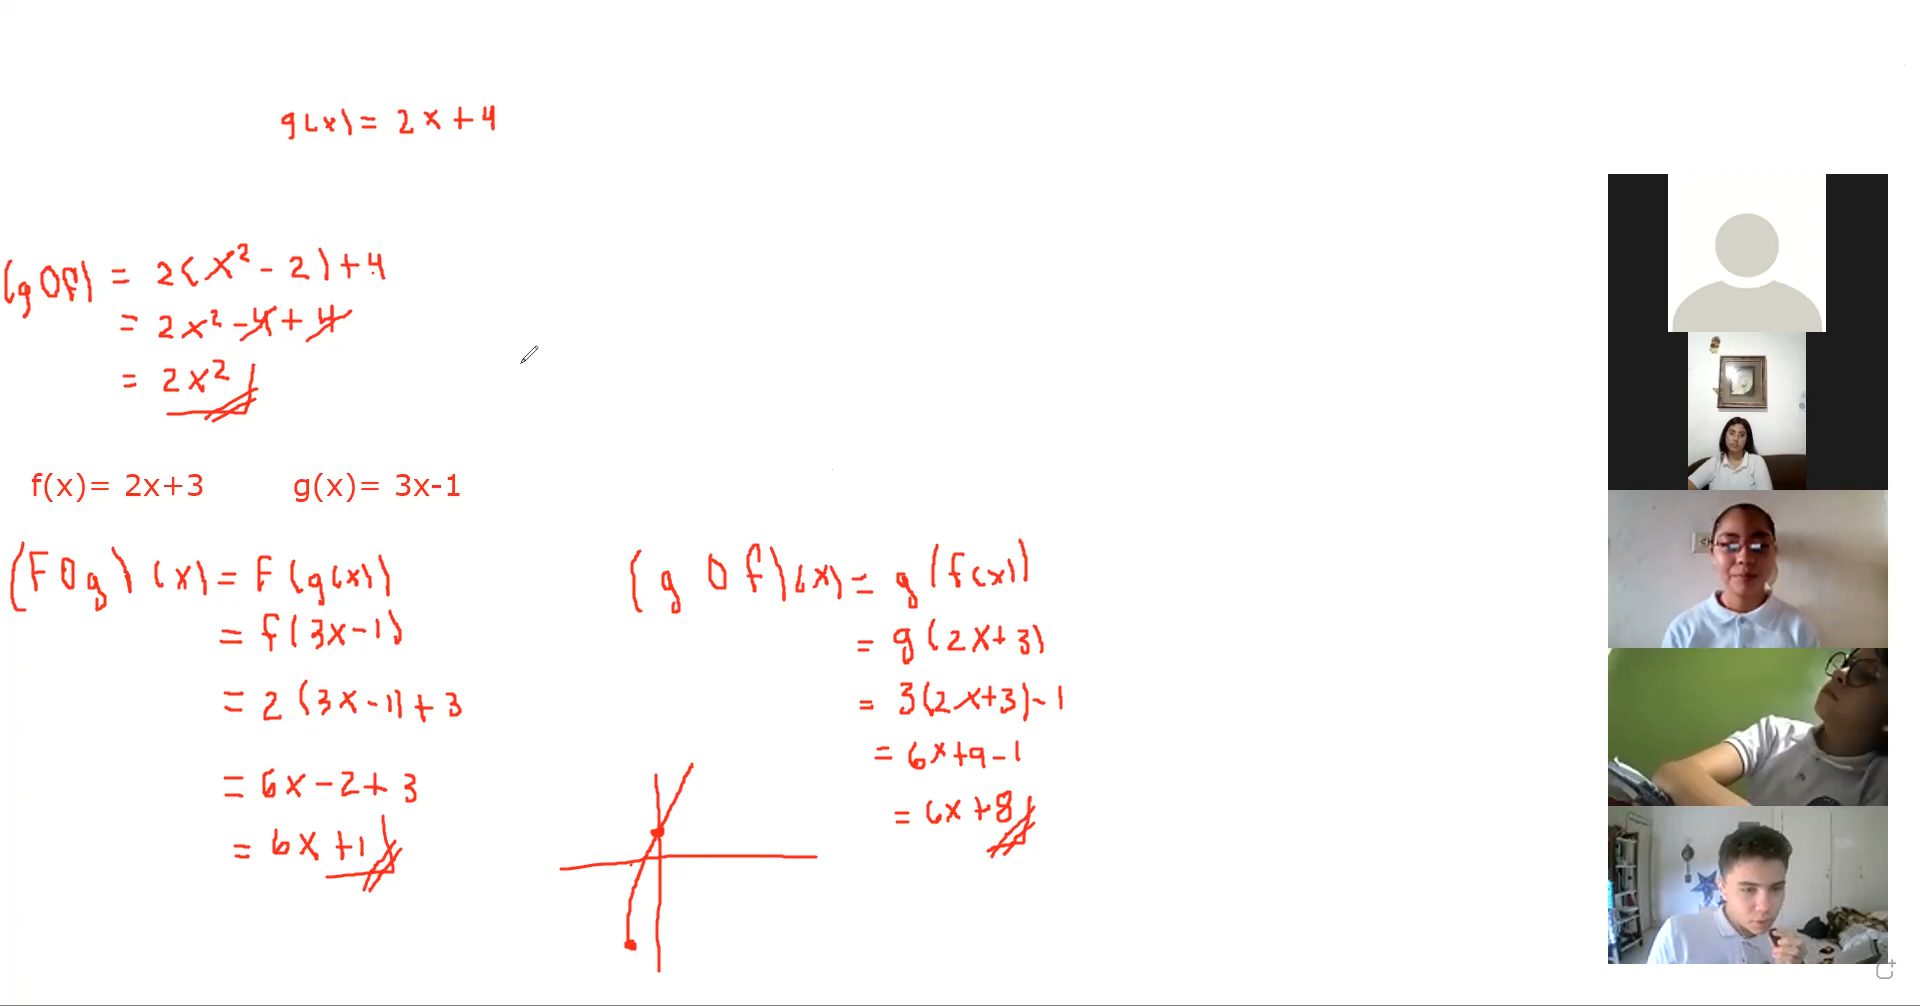 g(x) = 2x + 4
(g O f) = 2(x² - 2) + 4
= 2x² - 4 + 4
= 2x²
f(x)= 2x+3 g(x)= 3x-1
(F O g) (x) = F (g(x))
= f(3x - 1)
= 2 (3x - 1) + 3
= 6x - 2 + 3
= 6x + 1
(g O f)(x) = g (f(x))
= g (2x + 3)
= 3(2x+3) - 1
= 6x + 9 - 1
= 6x + 8